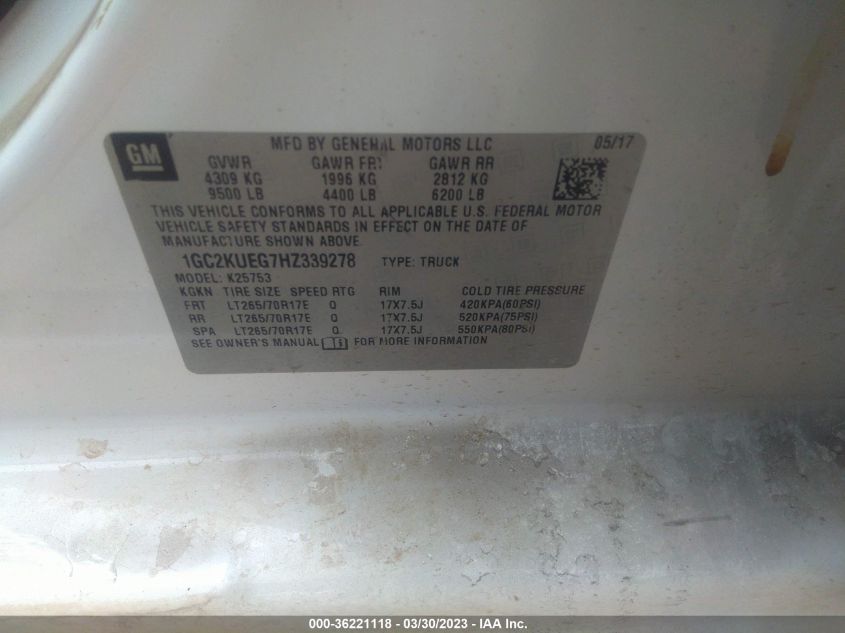 GM
MFD BY GENERAL MOTORS LLC 05/17
GVWR GAWR FRT GAWR RR
4309 KG 1996 KG 2812 KG
9500 LB 4400 LB 6200 LB
THIS VEHICLE CONFORMS TO ALL APPLICABLE U.S. FEDERAL MOTOR
VEHICLE SAFETY STANDARDS IN EFFECT ON THE DATE OF
MANUFACTURE SHOWN ABOVE.
1GC2KUEG7HZ339278 TYPE: TRUCK
MODEL: K25753
KGKN TIRE SIZE SPEED RTG RIM COLD TIRE PRESSURE
FRT LT265/70R17E Q 17X7.5J 420KPA(60PSI)
RR LT265/70R17E Q 17X7.5J 520KPA(75PSI)
SPA LT265/70R17E Q 17X7.5J 550KPA(80PSI)
SEE OWNER'S MANUAL FOR MORE INFORMATION
000-36221118 - 03/30/2023 - IAA Inc.